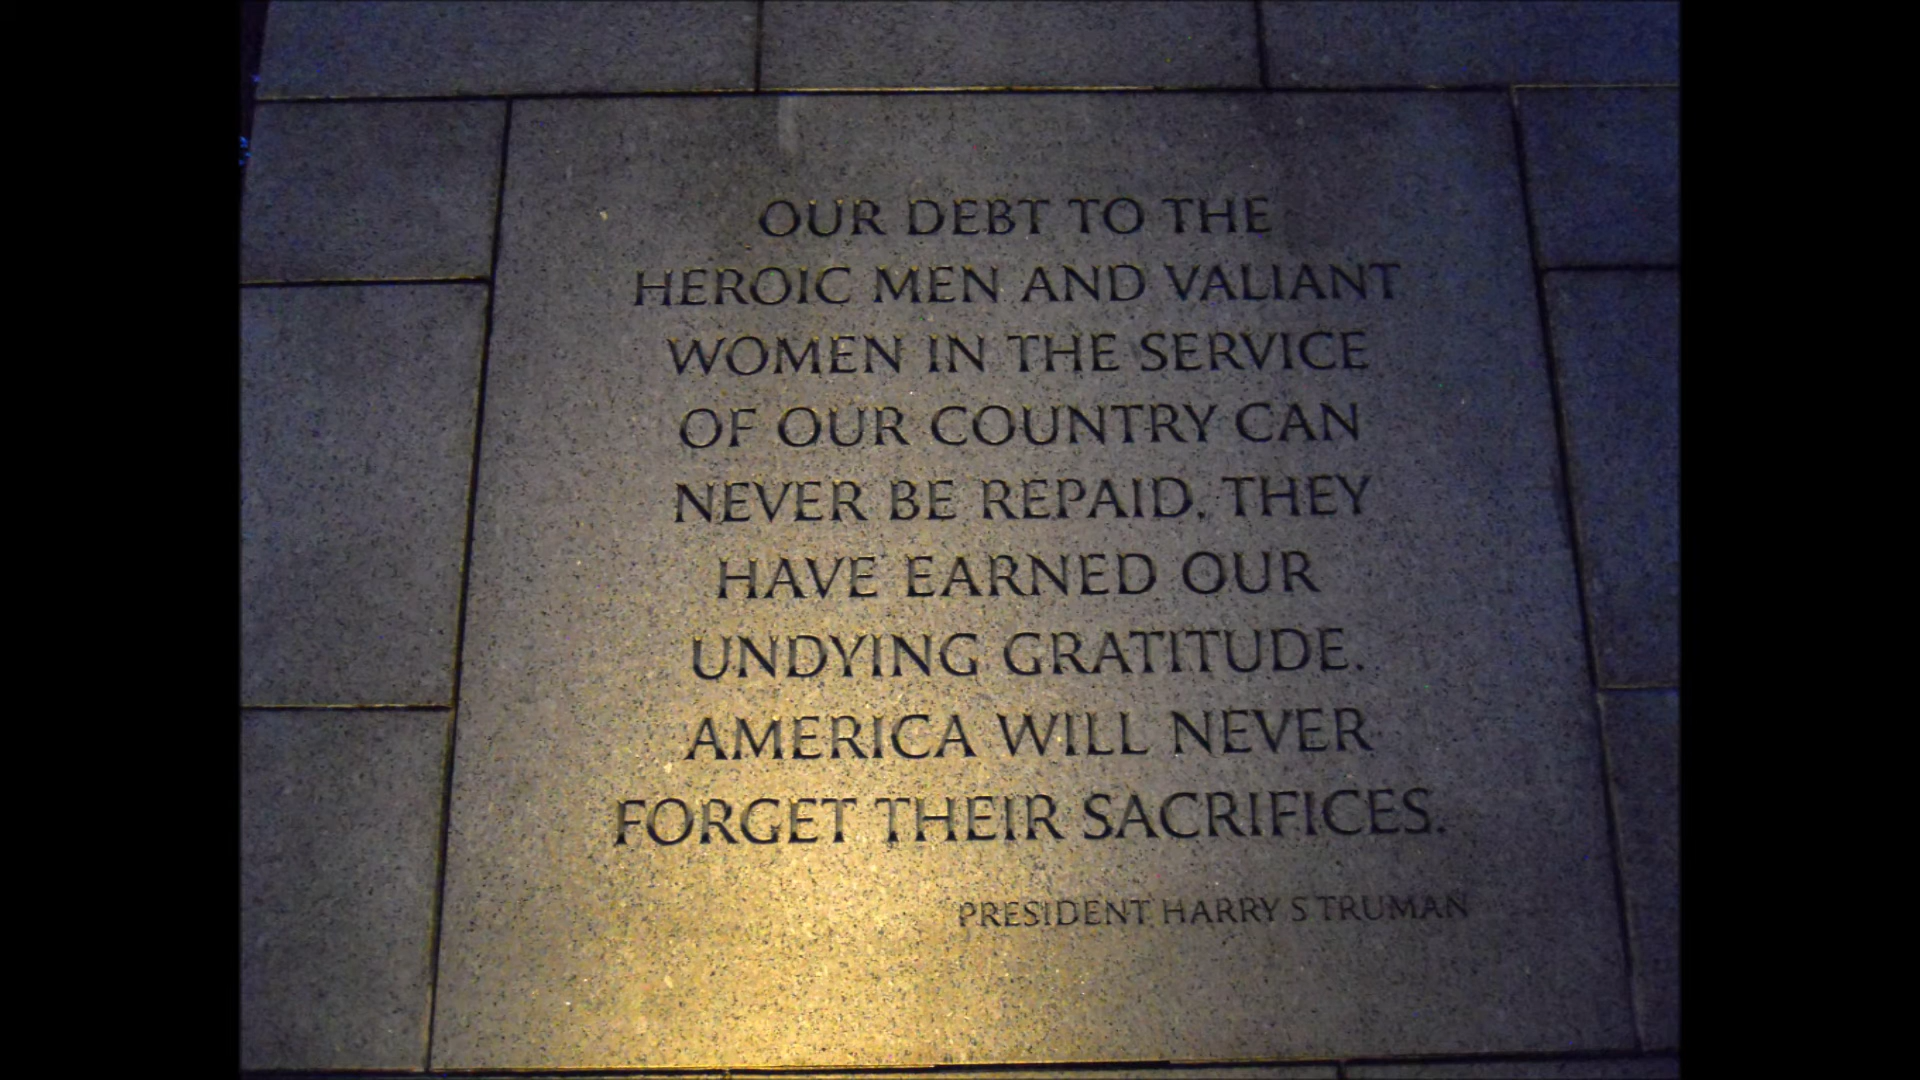 OUR DEBT TO THE
HEROIC MEN AND VALIANT
WOMEN IN THE SERVICE
OF OUR COUNTRY CAN
NEVER BE REPAID. THEY
HAVE EARNED OUR
UNDYING GRATITUDE.
AMERICA WILL NEVER
FORGET THEIR SACRIFICES.
PRESIDENT HARRY S TRUMAN